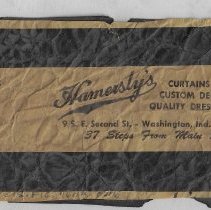 Hamersly's
CURTAINS
CUSTOM DE
QUALITY DRES
9 S. E. Second St. - Washington, Ind.
"37 Steps From Main